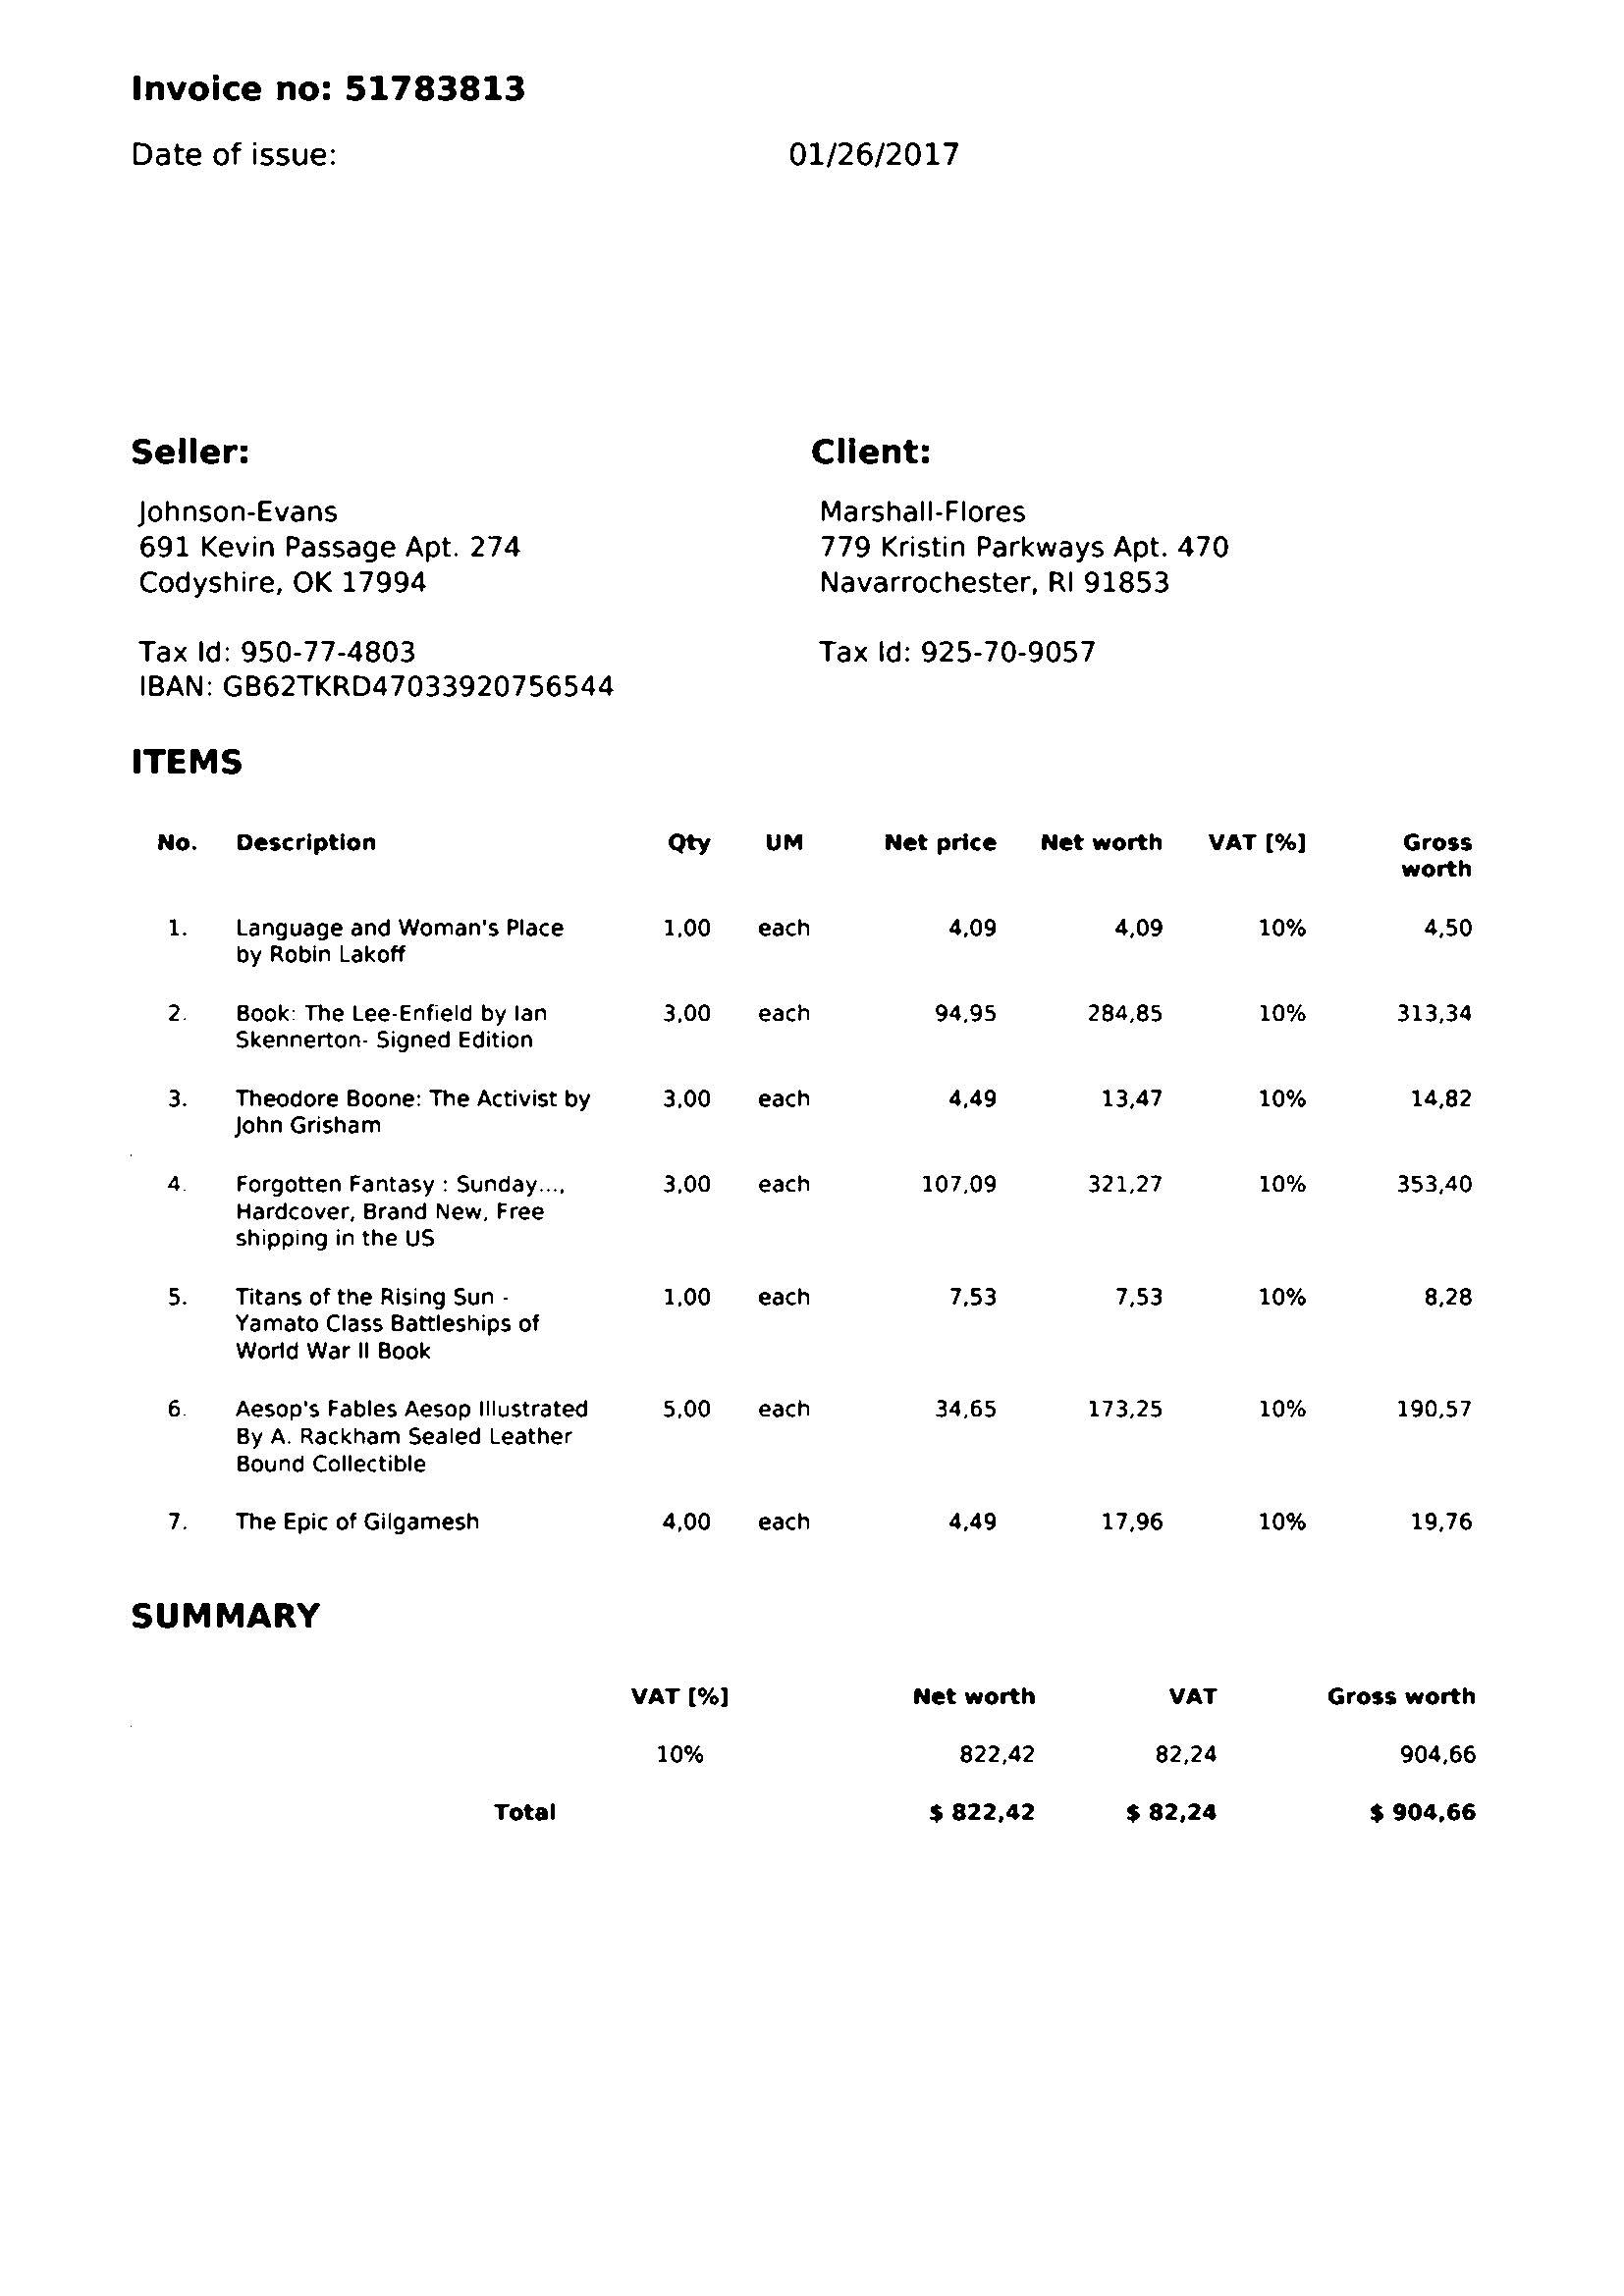 Invoice no: 51783813
Date of issue: 01/26/2017
Seller: Client:
Johnson-Evans Marshall-Flores
691 Kevin Passage Apt. 274 779 Kristin Parkways Apt. 470
Codyshire, OK 17994 Navarrochester, RI 91853
Tax Id: 950-77-4803 Tax Id: 925-70-9057
IBAN: GB62TKRD47033920756544
ITEMS
No. Description Qty UM Net price Net worth VAT [%] Gross
worth
1. Language and Woman's Place 1,00 each 4,09 4,09 10% 4,50
by Robin Lakoff
2. Book: The Lee-Enfield by Ian 3,00 each 94,95 284,85 10% 313,34
Skennerton- Signed Edition
3. Theodore Boone: The Activist by 3,00 each 4,49 13,47 10% 14,82
John Grisham
4. Forgotten Fantasy : Sunday..., 3,00 each 107,09 321,27 10% 353,40
Hardcover, Brand New, Free
shipping in the US
5. Titans of the Rising Sun - 1,00 each 7,53 7,53 10% 8,28
Yamato Class Battleships of
World War II Book
6. Aesop's Fables Aesop Illustrated 5,00 each 34,65 173,25 10% 190,57
By A. Rackham Sealed Leather
Bound Collectible
7. The Epic of Gilgamesh 4,00 each 4,49 17,96 10% 19,76
SUMMARY
VAT [%] Net worth VAT Gross worth
10% 822,42 82,24 904,66
Total $ 822,42 $ 82,24 $ 904,66